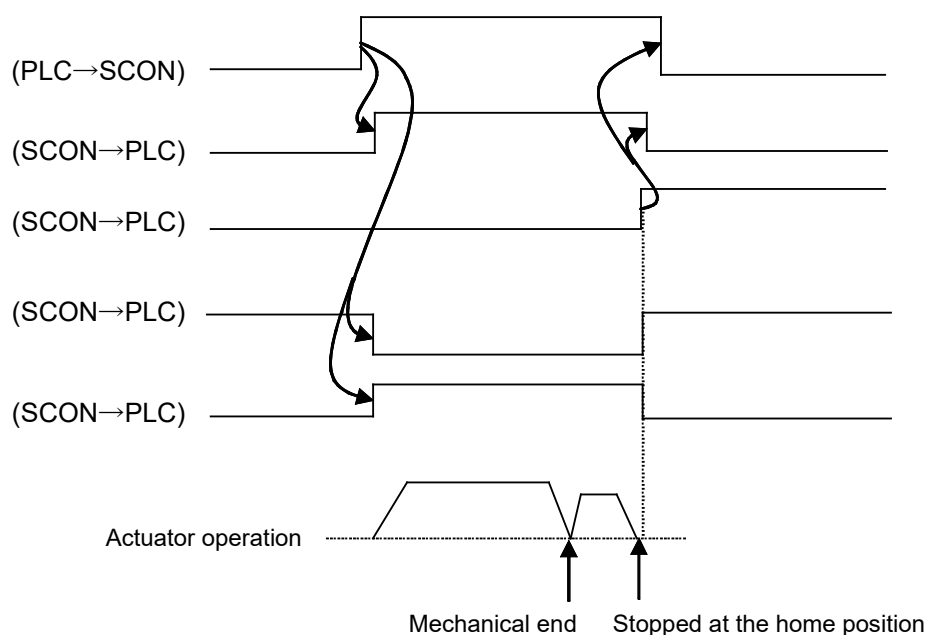 (PLC→SCON)
(SCON→PLC)
(SCON→PLC)
(SCON→PLC)
(SCON→PLC)
Actuator operation
Mechanical end
Stopped at the home position